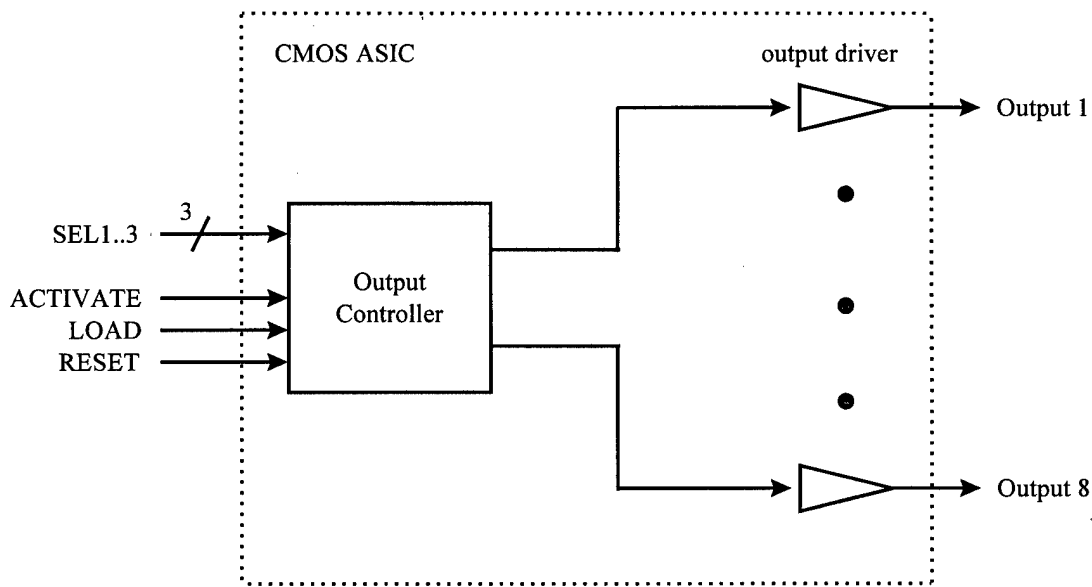 CMOS ASIC
output driver
Output 1
3
SEL1..3
Output
Controller
ACTIVATE
LOAD
RESET
Output 8